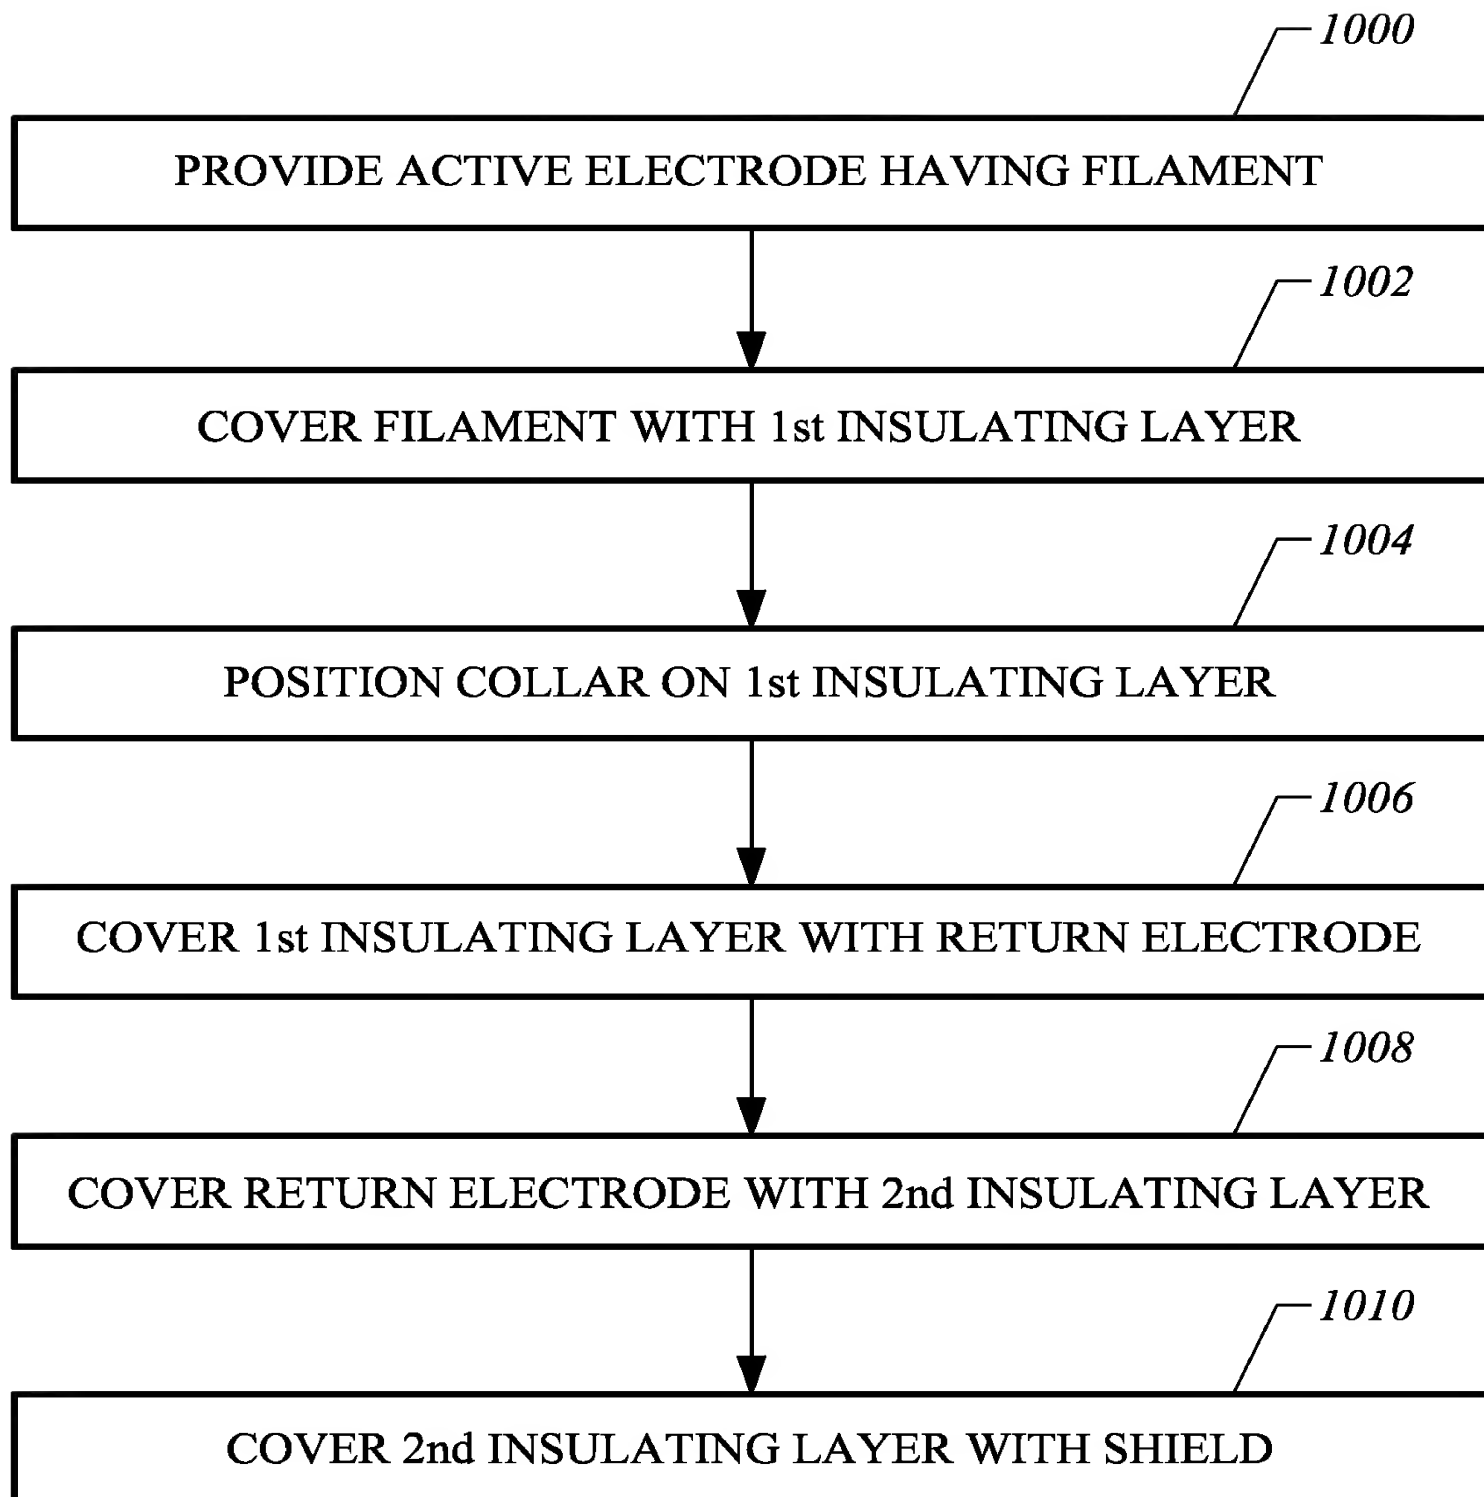 1000
PROVIDE ACTIVE ELECTRODE HAVING FILAMENT
1002
COVER FILAMENT WITH 1st INSULATING LAYER
1004
POSITION COLLAR ON 1st INSULATING LAYER
1006
COVER 1st INSULATING LAYER WITH RETURN ELECTRODE
1008
COVER RETURN ELECTRODE WITH 2nd INSULATING LAYER
1010
COVER 2nd INSULATING LAYER WITH SHIELD